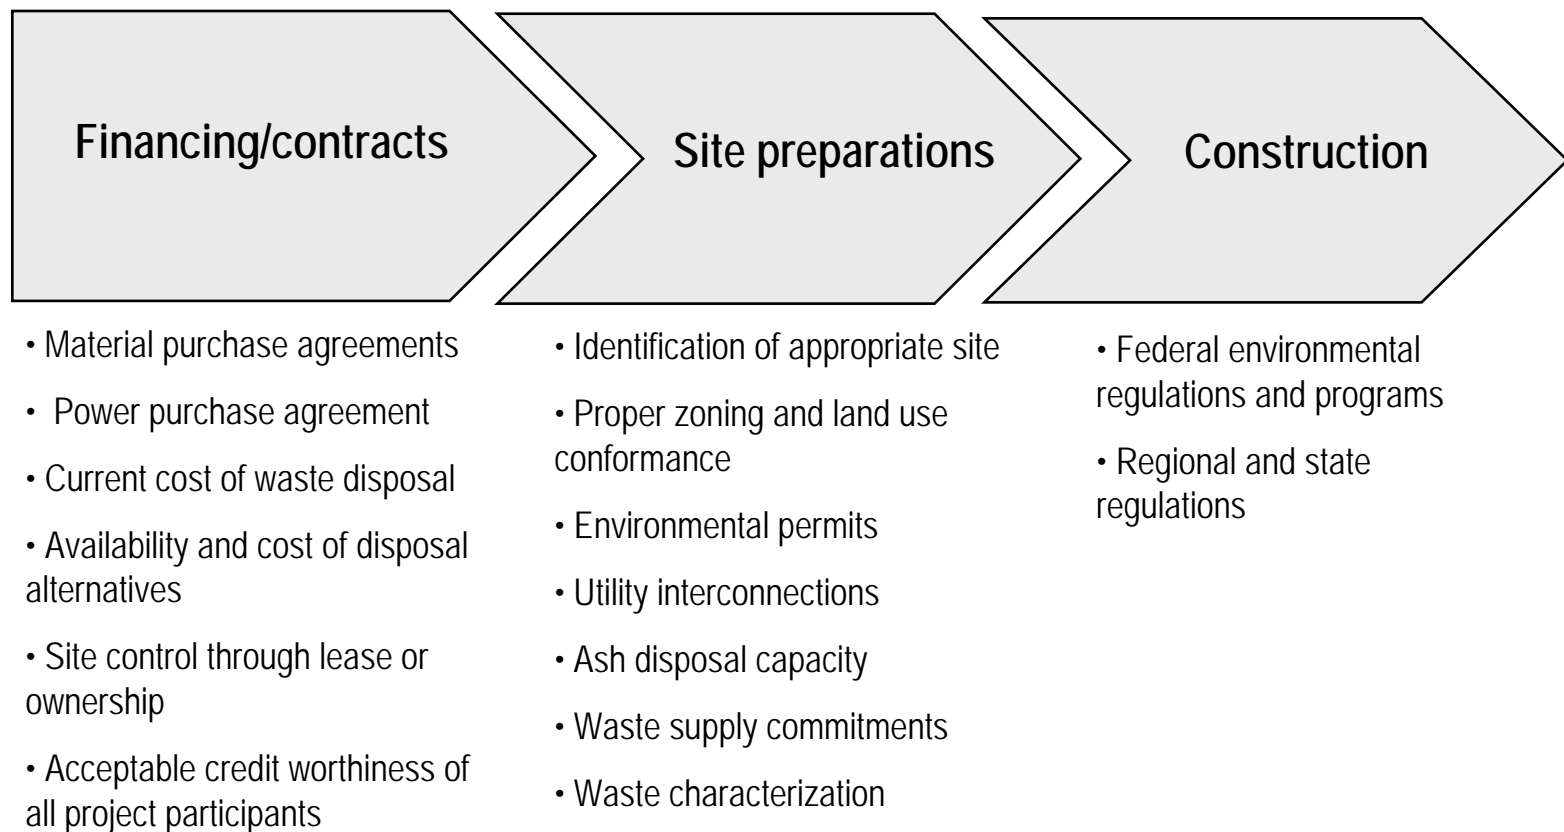 Financing/contracts
Site preparations
Construction
• Material purchase agreements
• Power purchase agreement
• Current cost of waste disposal
• Availability and cost of disposal
alternatives
• Site control through lease or
ownership
• Acceptable credit worthiness of
all project participants
• Identification of appropriate site
• Proper zoning and land use
conformance
• Environmental permits
• Utility interconnections
• Ash disposal capacity
• Waste supply commitments
• Waste characterization
• Federal environmental
regulations and programs
• Regional and state
regulations